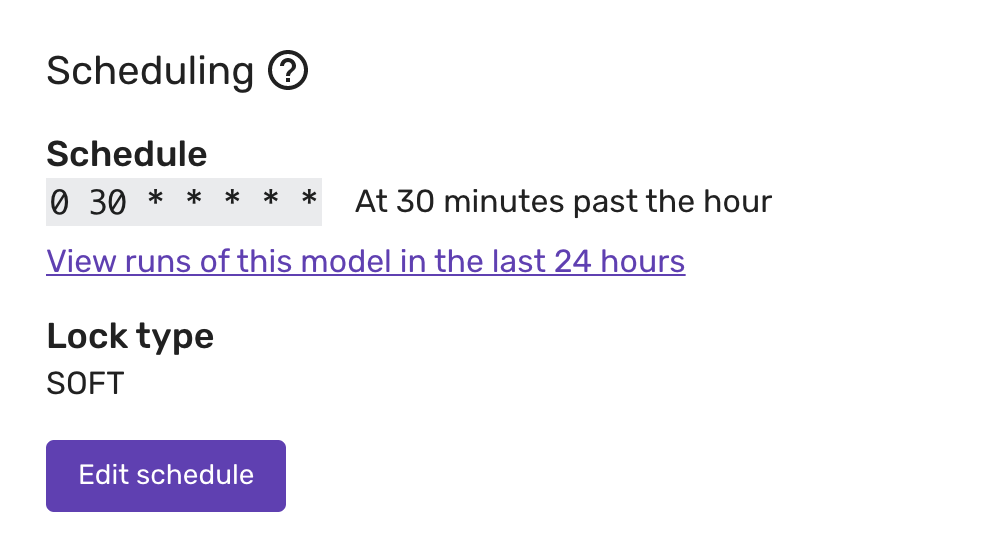 Scheduling ?
Schedule
0 30 * * * * * At 30 minutes past the hour
View runs of this model in the last 24 hours
Lock type
SOFT
Edit schedule